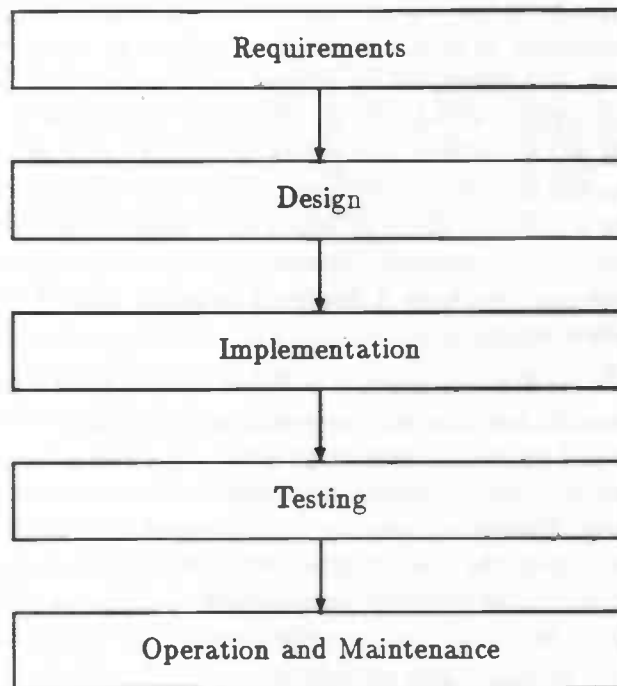 Requirements
Design
Implementation
Testing
Operation and Maintenance